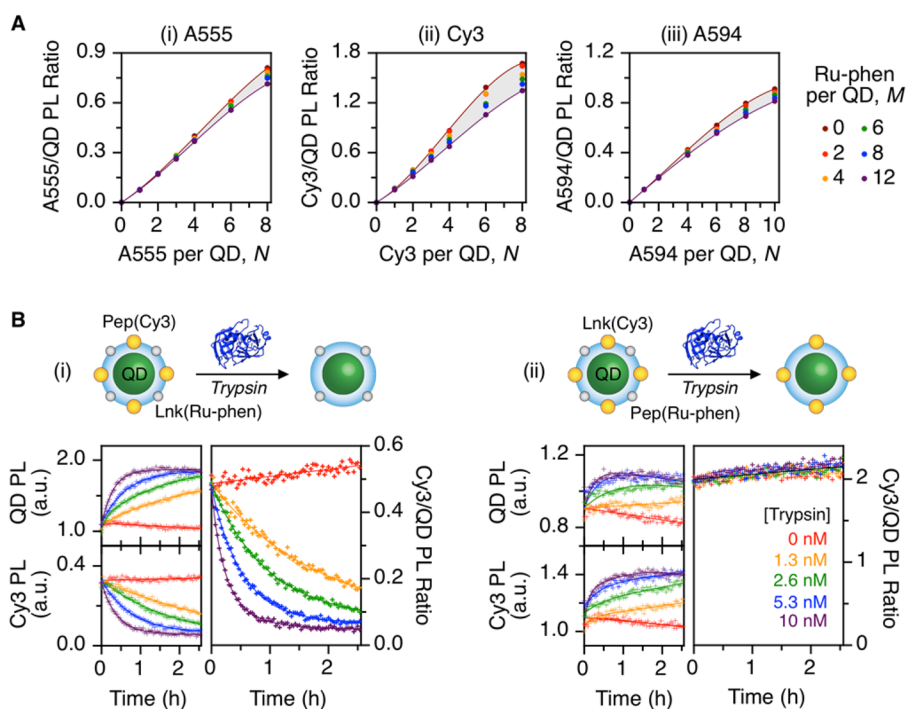 A
(i) A555
(ii) Cy3
(iii) A594
A555/QD PL Ratio
0.9
0.6
0.3
0.0
0 2 4 6 8
A555 per QD, N
Cy3/QD PL Ratio
1.8
1.2
0.6
0.0
0 2 4 6 8
Cy3 per QD, N
A594/QD PL Ratio
1.2
0.8
0.4
0.0
0 2 4 6 8 10
A594 per QD, N
Ru-phen
per QD, M
0 6
2 8
4 12
B
(i)
Pep(Cy3)
QD
Trypsin
Lnk(Ru-phen)
QD PL
(a.u.)
2.0
1.0
Cy3 PL
(a.u.)
0.4
0.0
0 1 2
Time (h)
0 1 2
Time (h)
0.6
0.4
0.2
0.0
Cy3/QD PL Ratio
(ii)
Lnk(Cy3)
QD
Trypsin
Pep(Ru-phen)
QD PL
(a.u.)
1.2
0.8
Cy3 PL
(a.u.)
1.4
1.0
0 1 2
Time (h)
[Trypsin]
0 nM
1.3 nM
2.6 nM
5.3 nM
10 nM
0 1 2
Time (h)
2
1
0
Cy3/QD PL Ratio